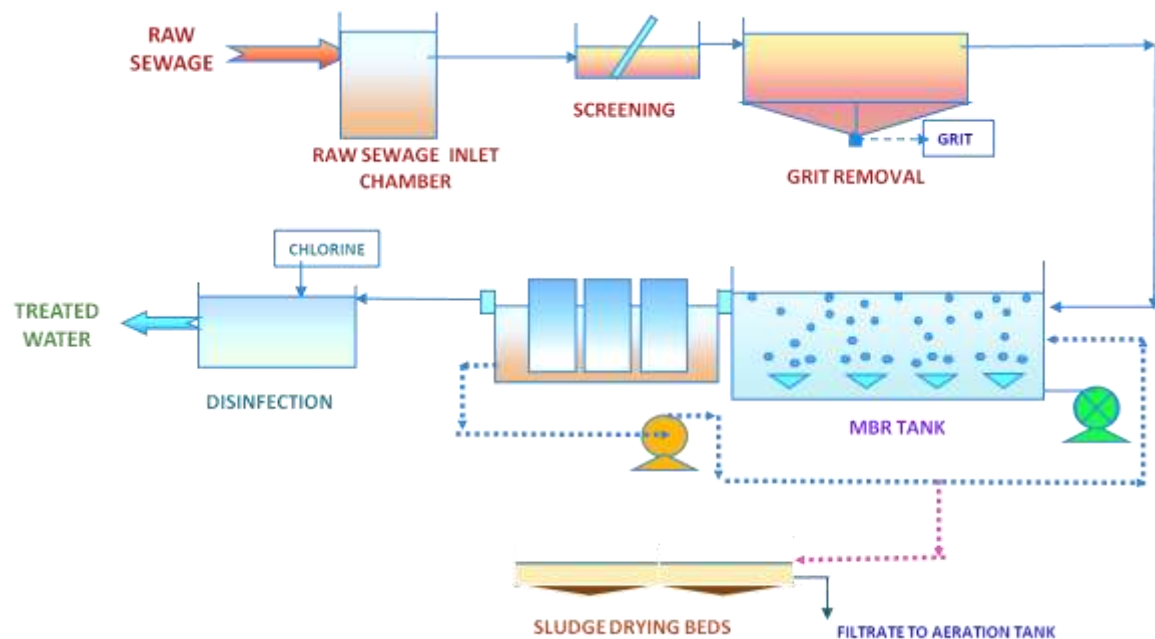 RAW
SEWAGE
RAW SEWAGE INLET
CHAMBER
SCREENING
GRIT
GRIT REMOVAL
CHLORINE
TREATED
WATER
DISINFECTION
MBR TANK
SLUDGE DRYING BEDS
FILTRATE TO AERATION TANK